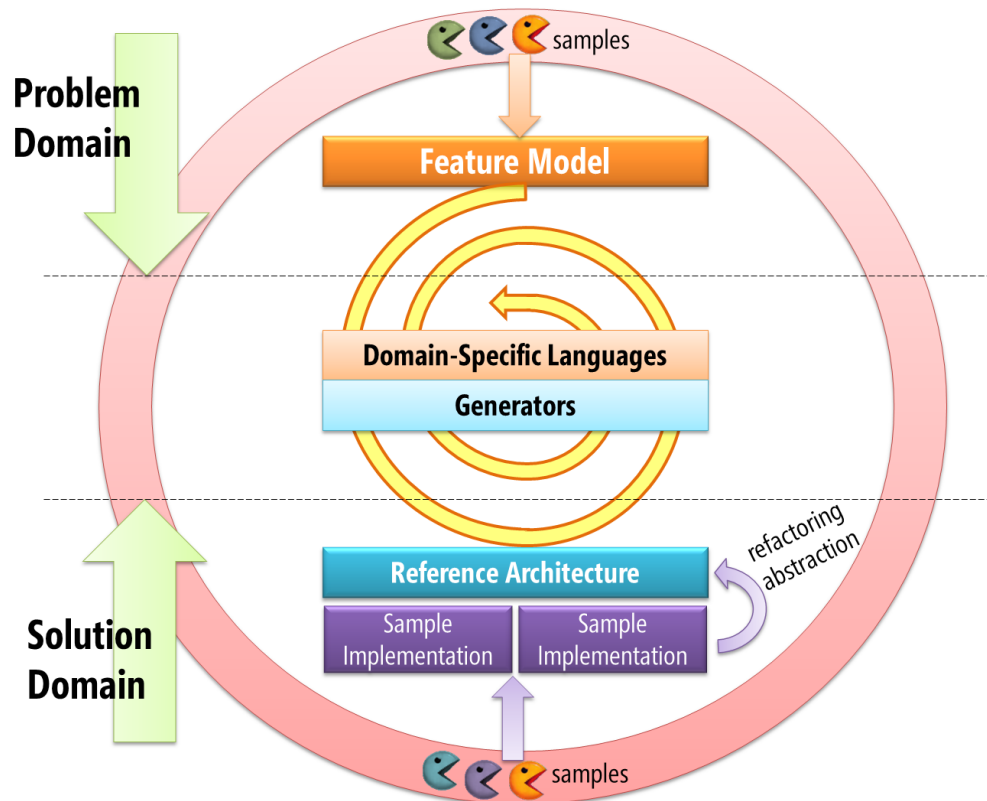 samples
Problem
Domain
Feature Model
Domain-Specific Languages
Generators
refactoring
abstraction
Reference Architecture
Sample
Implementation
Sample
Implementation
Solution
Domain
samples